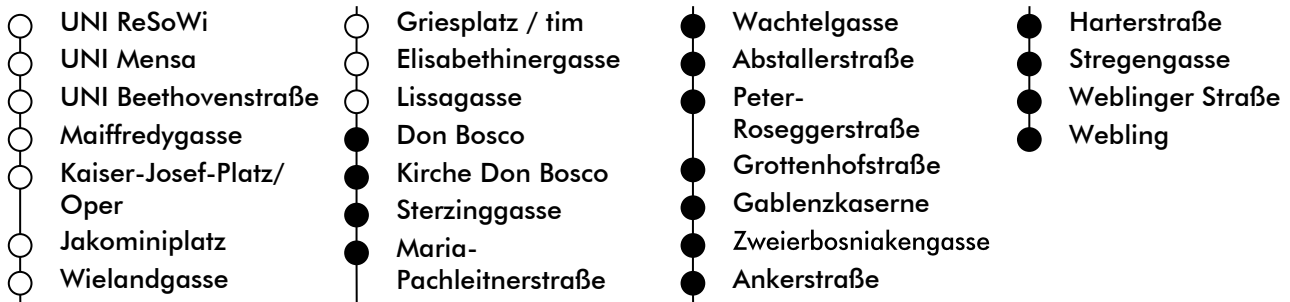 UNI ReSoWi
UNI Mensa
UNI Beethovenstraße
Maiffredygasse
Kaiser-Josef-Platz/
Oper
Jakominiplatz
Wielandgasse
Griesplatz / tim
Elisabethinergasse
Lissagasse
Don Bosco
Kirche Don Bosco
Sterzinggasse
Maria-
Pachleitnerstraße
Wachtelgasse
Abstallerstraße
Peter-
Roseggerstraße
Grottenhofstraße
Gablenzkaserne
Zweierbosniakengasse
Ankerstraße
Harterstraße
Stregengasse
Weblinger Straße
Webling